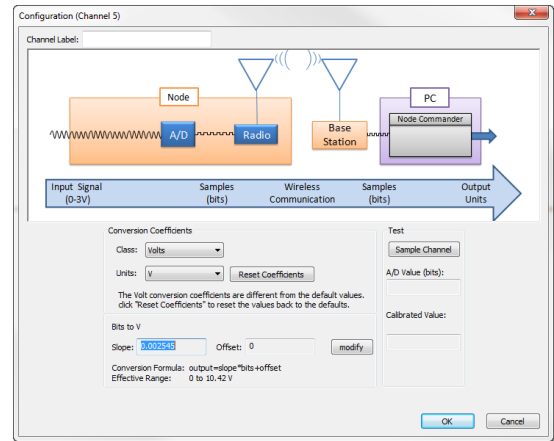 Configuration (Channel 5)
Channel Label:
Node
A/D
Radio
Base
Station
PC
Node Commander
Input Signal
(0-3V)
Samples
(bits)
Wireless
Communication
Samples
(bits)
Output
Units
Conversion Coefficients
Class: Volts
Units: V Reset Coefficients
The Volt conversion coefficients are different from the default values.
click "Reset Coefficients" to reset the values back to the defaults.
Bits to V
Slope: 0.002545 Offset: 0 modify
Conversion Formula: output=slope*bits+offset
Effective Range: 0 to 10.42 V
Test
Sample Channel
A/D Value (bits):
Calibrated Value:
OK Cancel